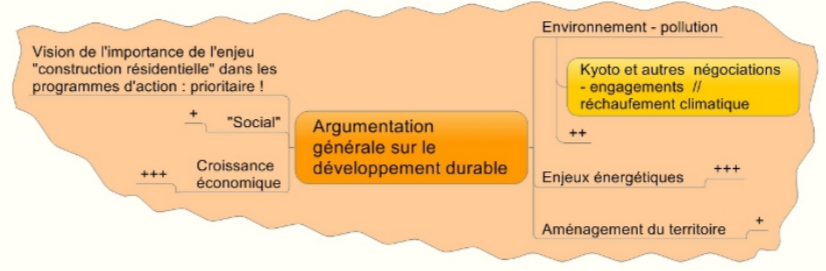 Vision de l'importance de l'enjeu
"construction résidentielle" dans les
programmes d'action : prioritaire !
+
"Social"
+++
Croissance
économique
Argumentation
générale sur le
développement durable
Environnement - pollution
Kyoto et autres négociations
- engagements //
réchaufement climatique
++
Enjeux énergétiques
+++
Aménagement du territoire
+